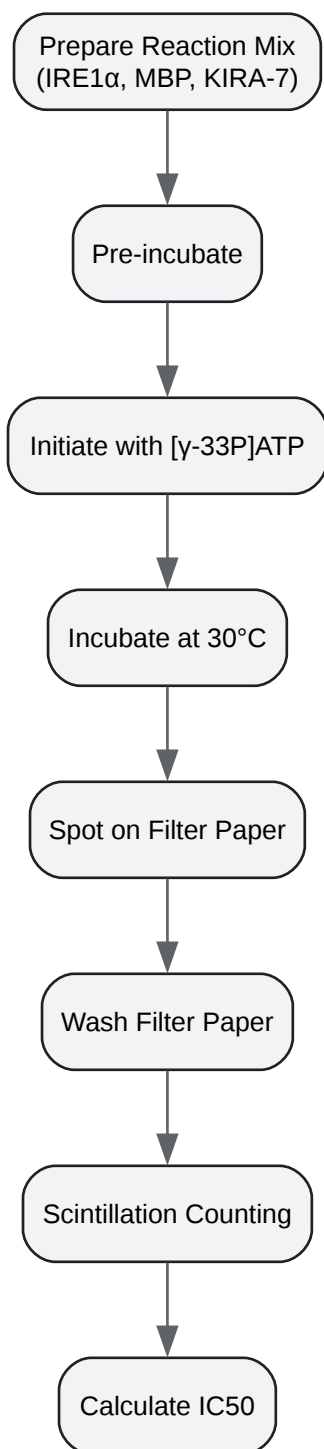 Prepare Reaction Mix
(IRE1α, MBP, KIRA-7)
Pre-incubate
Initiate with [γ-33P]ATP
Incubate at 30°C
Spot on Filter Paper
Wash Filter Paper
Scintillation Counting
Calculate IC50